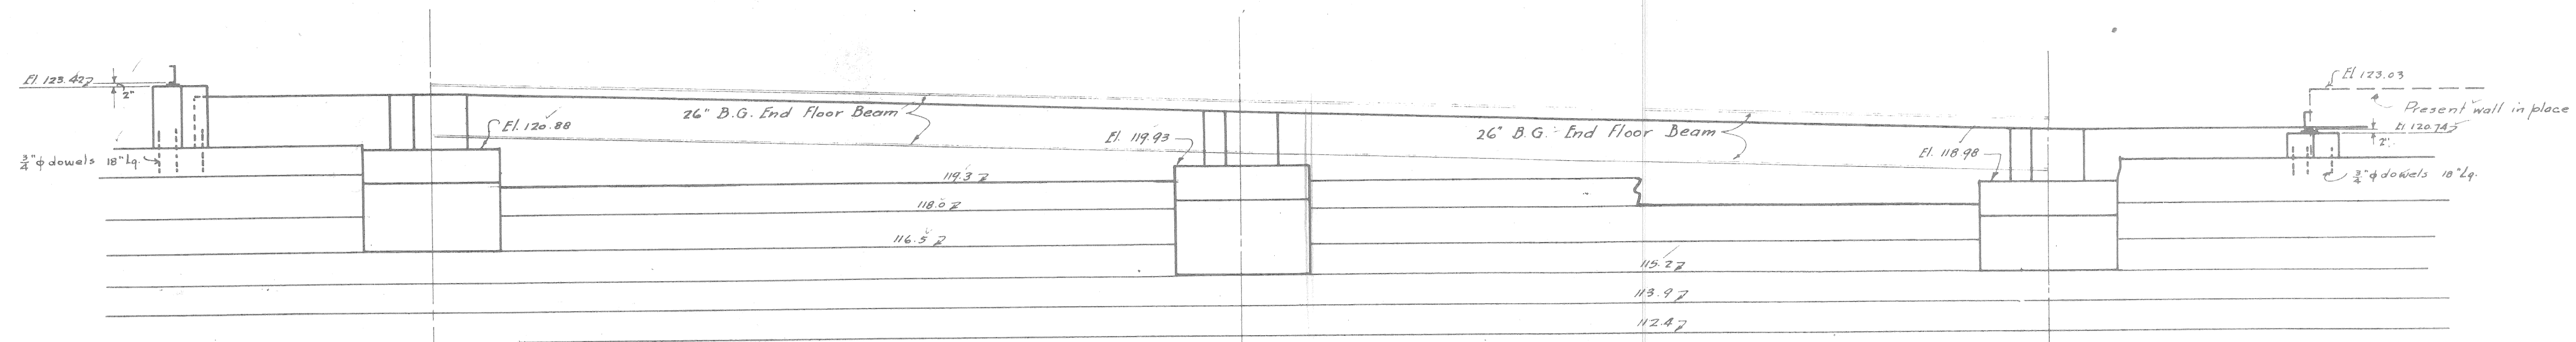 El. 123.42
2"
26" B.G. End Floor Beam
El. 120.88
3/4" ϕ dowels 18" Lg.
119.3
118.0
116.5
El. 119.93
26" B.G. End Floor Beam
El. 118.98
115.2
113.9
112.4
El 123.03
Present wall in place
El 120.745
2"
3/4" ϕ dowels 18" Lg.